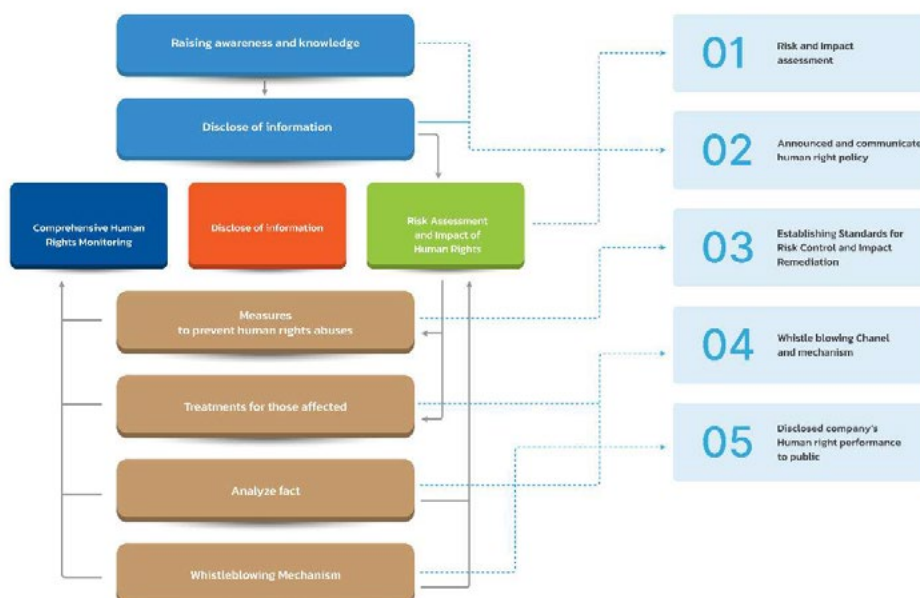 Raising awareness and knowledge
Disclose of information
Comprehensive Human
Rights Monitoring
Disclose of information
Risk Assessment
and Impact of
Human Rights
Measures
to prevent human rights abuses
Treatments for those affected
Analyze fact
Whistleblowing Mechanism
01
Risk and Impact
assessment
02
Announced and communicate
human right policy
03
Establishing Standards for
Risk Control and Impact
Remediation
04
Whistle blowing Chanel
and mechanism
05
Disclosed company's
Human right performance
to public